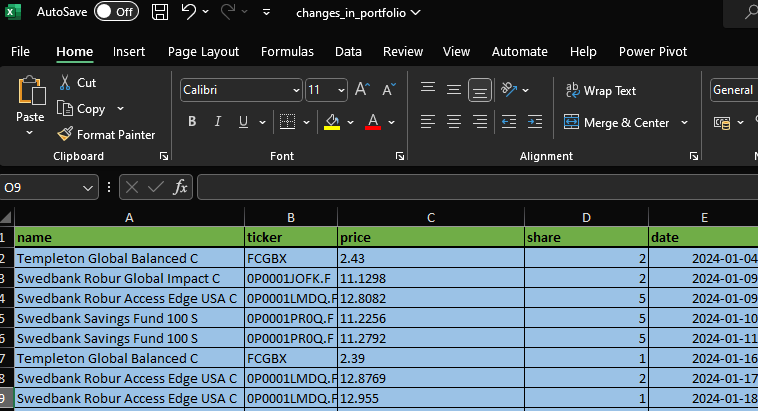 AutoSave Off changes_in_portfolio
File Home Insert Page Layout Formulas Data Review View Automate Help Power Pivot
Paste Cut Calibri 11 A A Wrap Text General
Copy B I U A Merge & Center
Format Painter
Clipboard Font Alignment
O9 fx
A B C D E
1 name ticker price share date
2 Templeton Global Balanced C FCGBX 2.43 2 2024-01-04
3 Swedbank Robur Global Impact C 0P0001JOFK.F 11.1298 2 2024-01-09
4 Swedbank Robur Access Edge USA C 0P0001LMDQ.F 12.8082 5 2024-01-09
5 Swedbank Savings Fund 100 S 0P0001PR0Q.F 11.2256 5 2024-01-10
6 Swedbank Savings Fund 100 S 0P0001PR0Q.F 11.2792 5 2024-01-11
7 Templeton Global Balanced C FCGBX 2.39 1 2024-01-16
8 Swedbank Robur Access Edge USA C 0P0001LMDQ.F 12.8769 2 2024-01-17
9 Swedbank Robur Access Edge USA C 0P0001LMDQ.F 12.955 1 2024-01-18